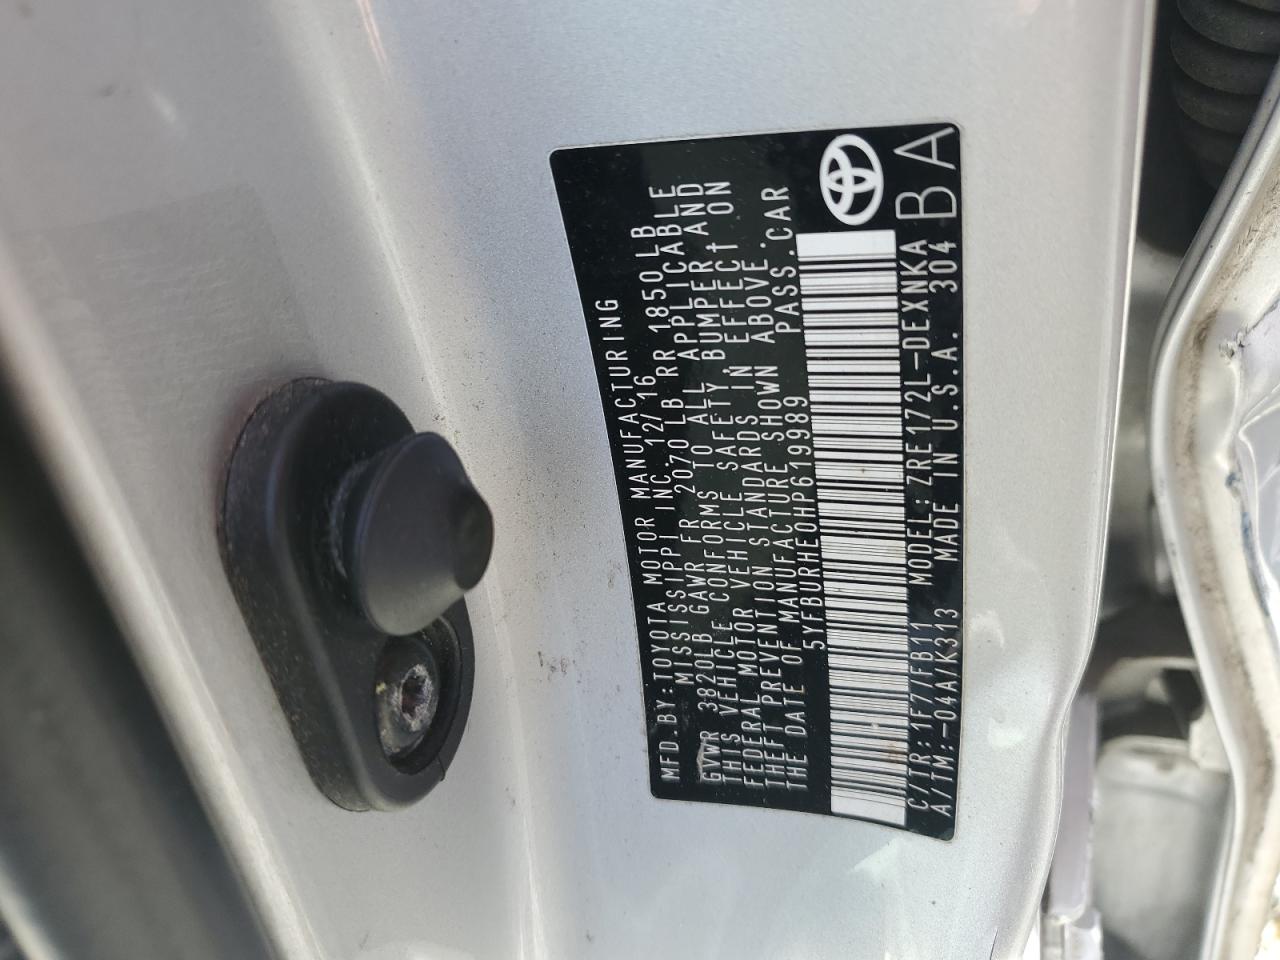 MFD.BY:TOYOTA MOTOR MANUFACTURING
MISSISSIPPI INC. 12/16
GVWR 3820LB GAWR FR 2070 LB RR 1850LB
THIS VEHICLE CONFORMS TO ALL APPLICABLE
FEDERAL MOTOR VEHICLE SAFETY, BUMPER, AND
THEFT PREVENTION STANDARDS IN EFFECT ON
THE DATE OF MANUFACTURE SHOWN ABOVE.
5YFBURHE0HP619989 PASS.CAR
C/TR:1F7/FB11 MODEL:ZRE172L-DEXNKA
A/TM:-04A/K313 MADE IN U.S.A. 304
BA